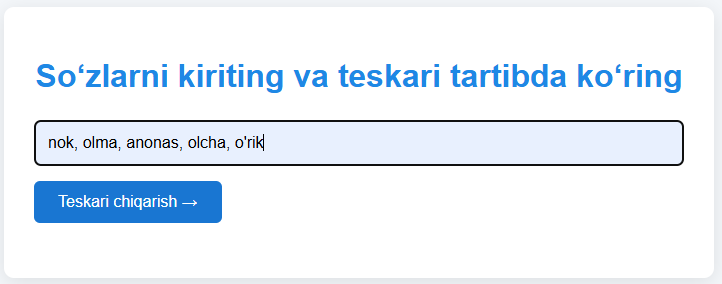 So‘zlarni kiriting va teskari tartibda ko‘ring
nok, olma, anonas, olcha, o'rik
Teskari chiqarish →